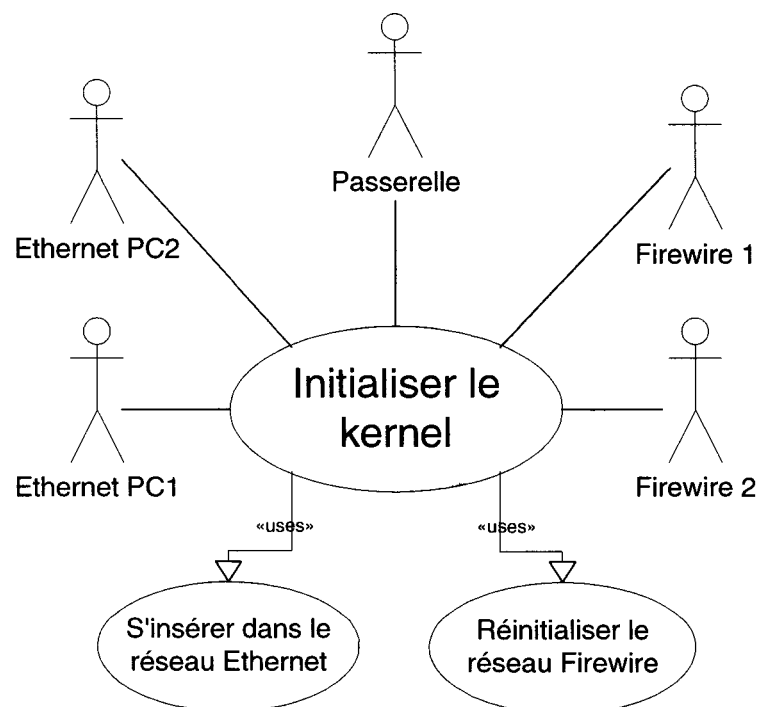 Passerelle
Ethernet PC2
Firewire 1
Initialiser le
kernel
Ethernet PC1
Firewire 2
«uses»
«uses»
S'insérer dans le
réseau Ethernet
Réinitialiser le
réseau Firewire